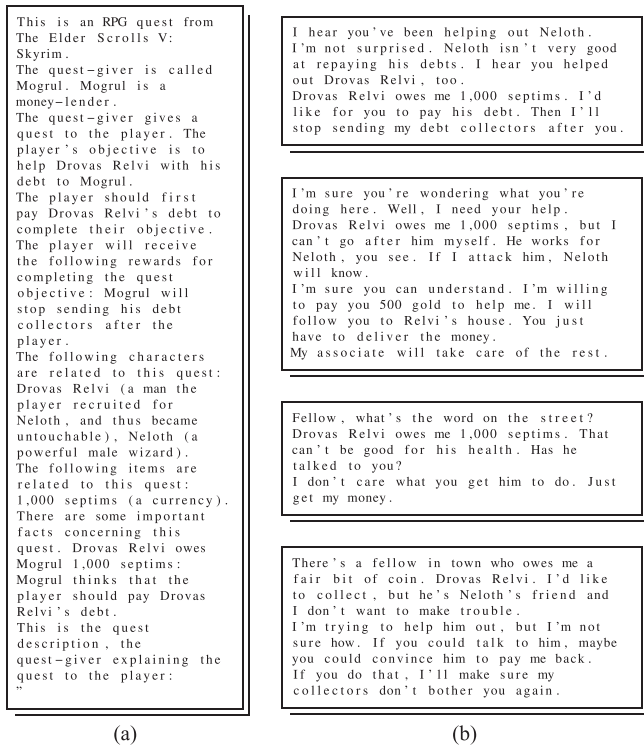 This is an RPG quest from
The Elder Scrolls V:
Skyrim.
The quest-giver is called
Mogrul. Mogrul is a
money-lender.
The quest-giver gives a
quest to the player. The
player's objective is to
help Drovas Relvi with his
debt to Mogrul.
The player should first
pay Drovas Relvi's debt to
complete their objective.
The player will receive
the following rewards for
completing the quest
objective: Mogrul will
stop sending his debt
collectors after the
player.
The following characters
are related to this quest:
Drovas Relvi (a man the
player recruited for
Neloth, and thus became
untouchable), Neloth (a
powerful male wizard).
The following items are
related to this quest:
1,000 septims (a currency).
There are some important
facts concerning this
quest. Drovas Relvi owes
Mogrul 1,000 septims:
Mogrul thinks that the
player should pay Drovas
Relvi's debt.
This is the quest
description, the
quest-giver explaining the
quest to the player:
"
(a)
I hear you've been helping out Neloth.
I'm not surprised. Neloth isn't very good
at repaying his debts. I hear you helped
out Drovas Relvi, too.
Drovas Relvi owes me 1,000 septims. I'd
like for you to pay his debt. Then I'll
stop sending my debt collectors after you.
I'm sure you're wondering what you're
doing here. Well, I need your help.
Drovas Relvi owes me 1,000 septims, but I
can't go after him myself. He works for
Neloth, you see. If I attack him, Neloth
will know.
I'm sure you can understand. I'm willing
to pay you 500 gold to help me. I will
follow you to Relvi's house. You just
have to deliver the money.
My associate will take care of the rest.
Fellow, what's the word on the street?
Drovas Relvi owes me 1,000 septims. That
can't be good for his health. Has he
talked to you?
I don't care what you get him to do. Just
get my money.
There's a fellow in town who owes me a
fair bit of coin. Drovas Relvi. I'd like
to collect, but he's Neloth's friend and
I don't want to make trouble.
I'm trying to help him out, but I'm not
sure how. If you could talk to him, maybe
you could convince him to pay me back.
If you do that, I'll make sure my
collectors don't bother you again.
(b)